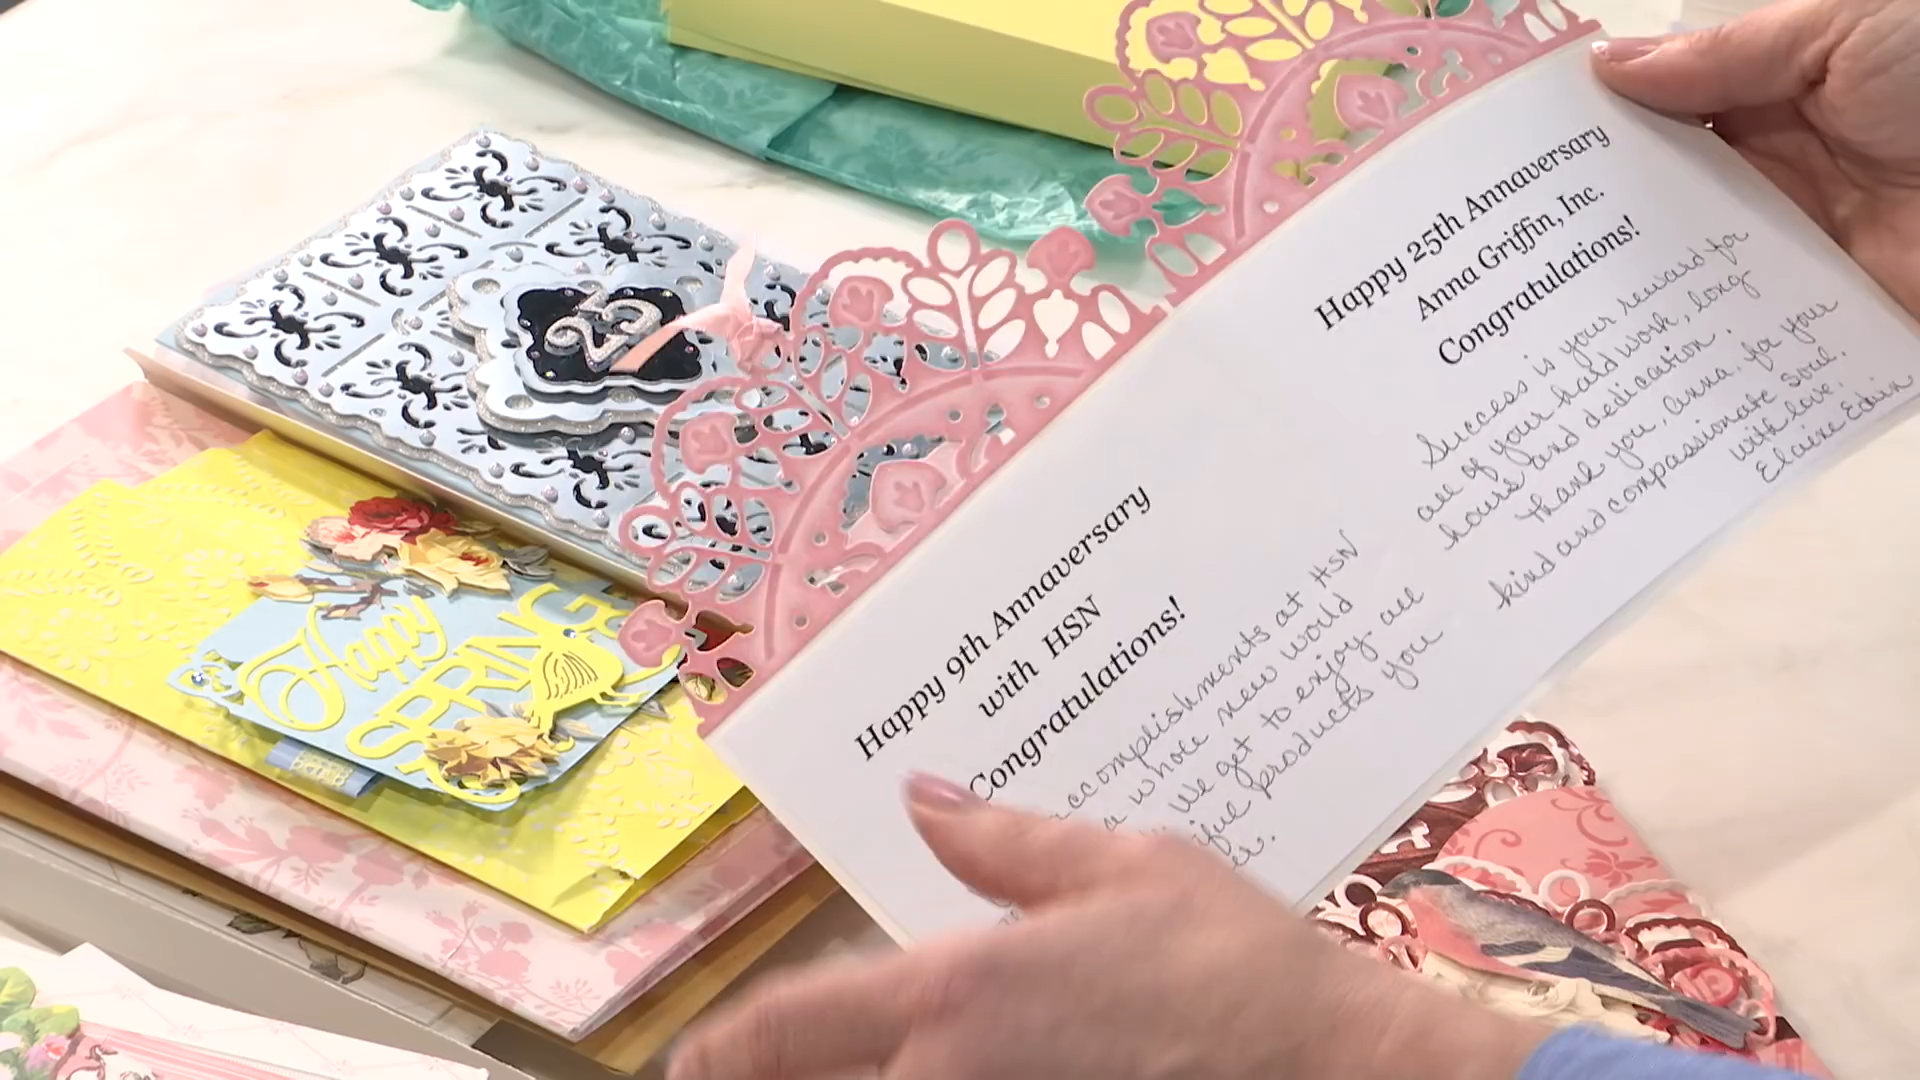 Happy 25th Annaversary
Anna Griffin, Inc.
Congratulations!
Success is your reward for
all of your hard work, long
hours and dedication.
Thank you, Anna, for your
kind and compassionate soul.
with love,
Elaine Edwin
Happy 9th Annaversary
with HSN
Congratulations!
accomplishments at HSN
a whole new world
We get to enjoy all
products you
25
Happy
SPRING